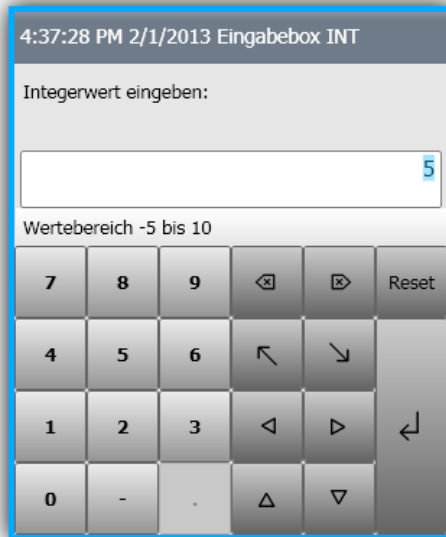 4:37:28 PM 2/1/2013 Eingabebox INT
Integerwert eingeben:
5
Wertebereich -5 bis 10
7 8 9 Reset
4 5 6
1 2 3
0 - .